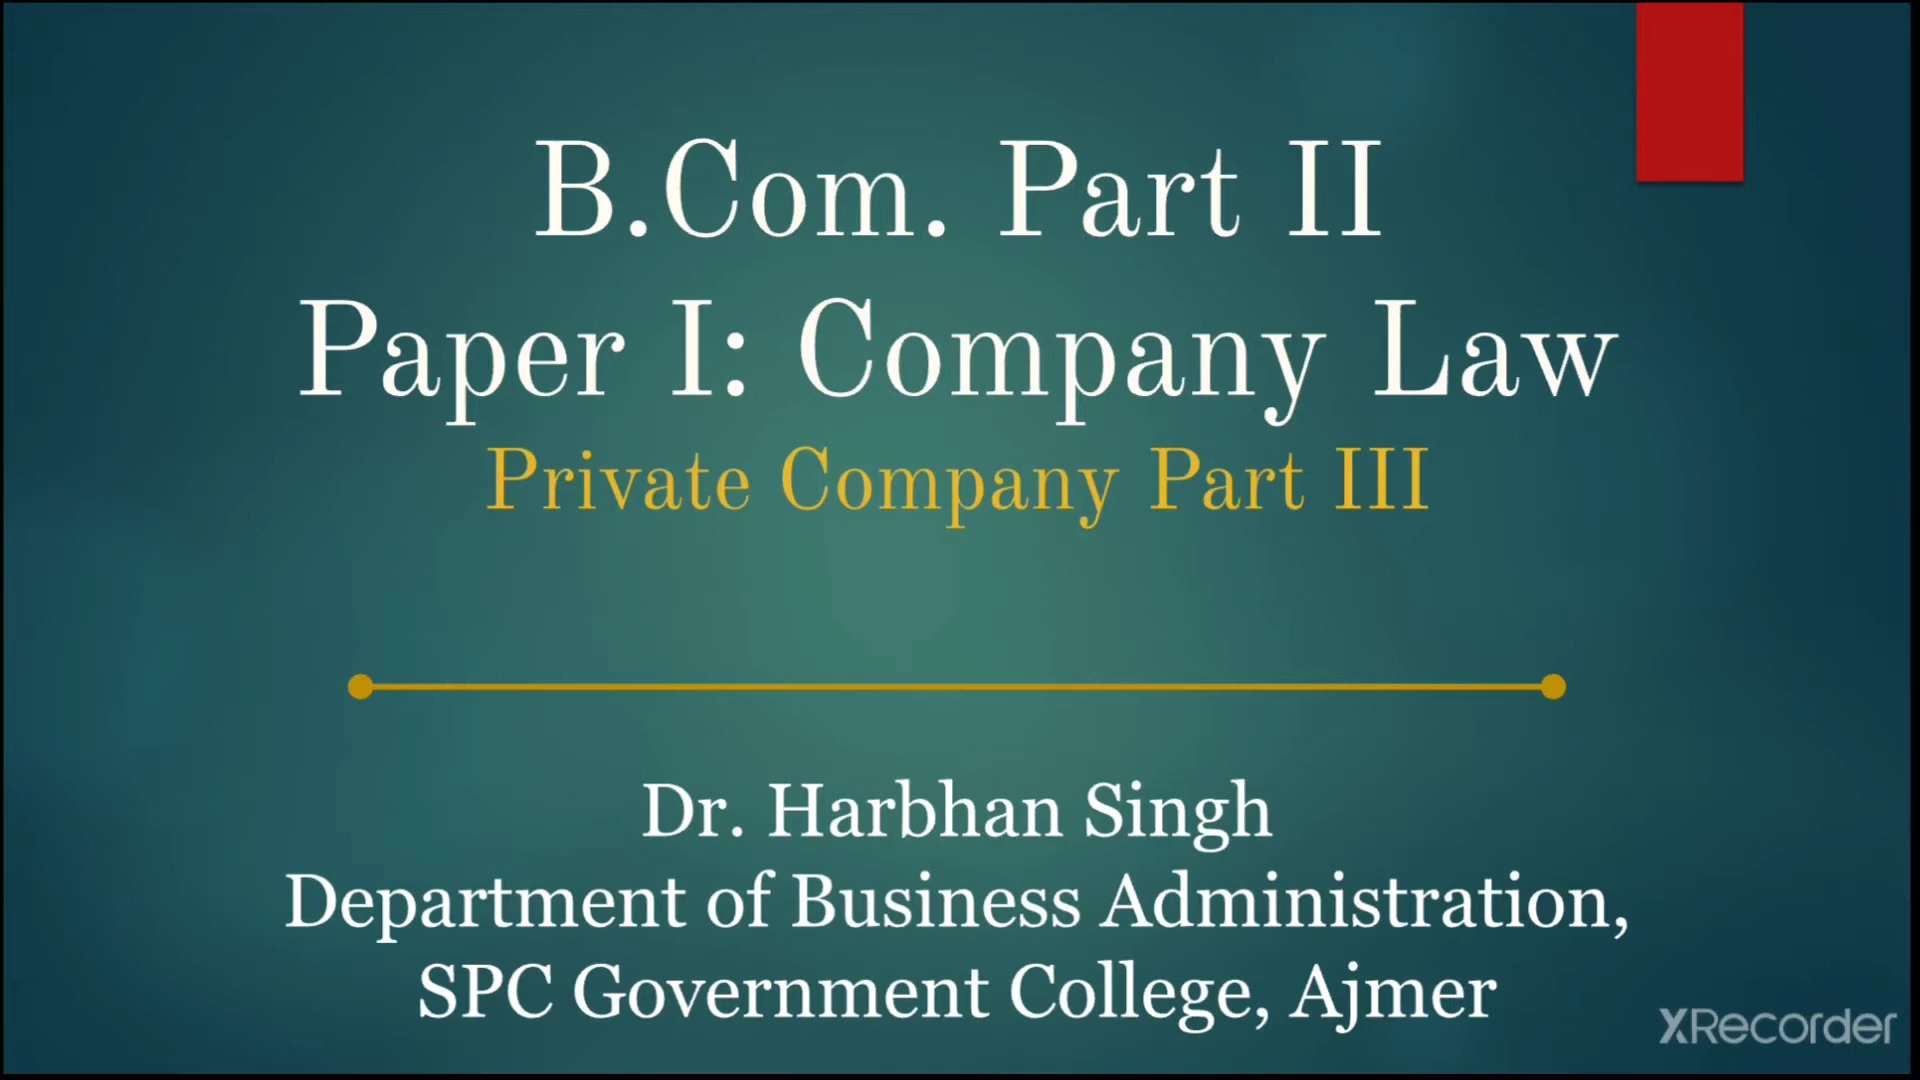 B.Com. Part II
Paper I: Company Law
Private Company Part III
Dr. Harbhan Singh
Department of Business Administration,
SPC Government College, Ajmer
XRecorder